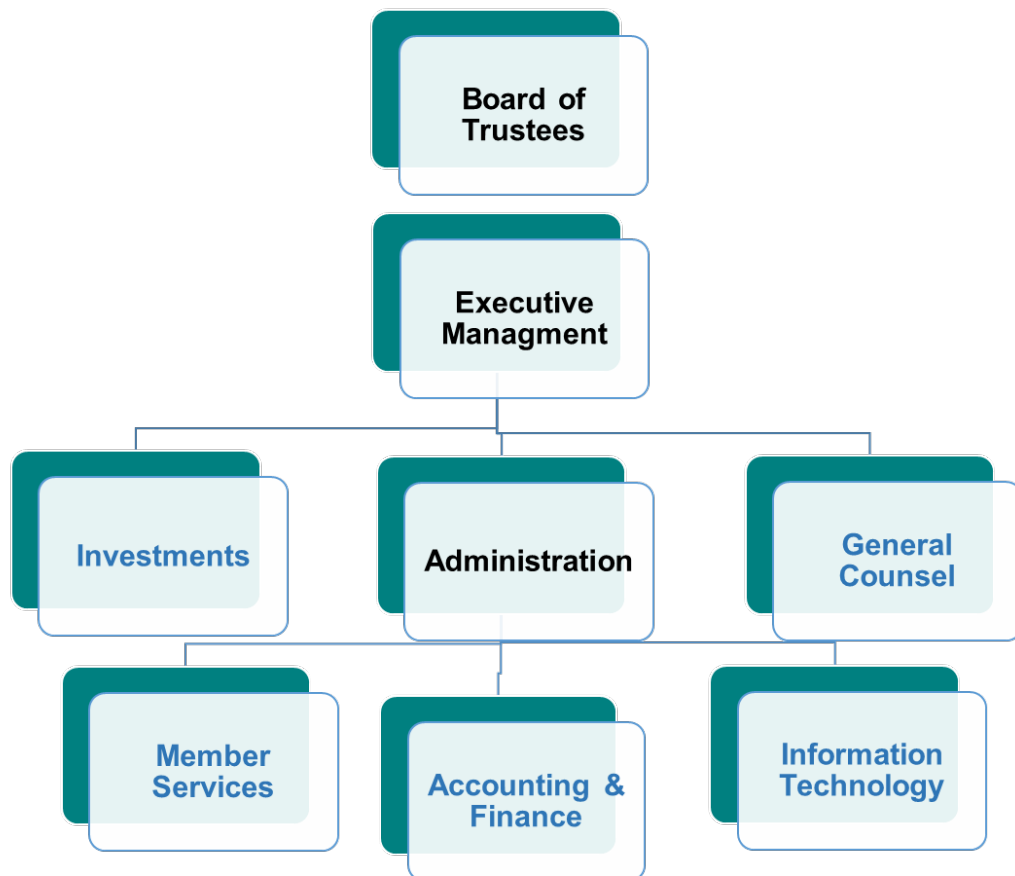 Board of
Trustees
Executive
Managment
Investments
Administration
General
Counsel
Member
Services
Accounting &
Finance
Information
Technology